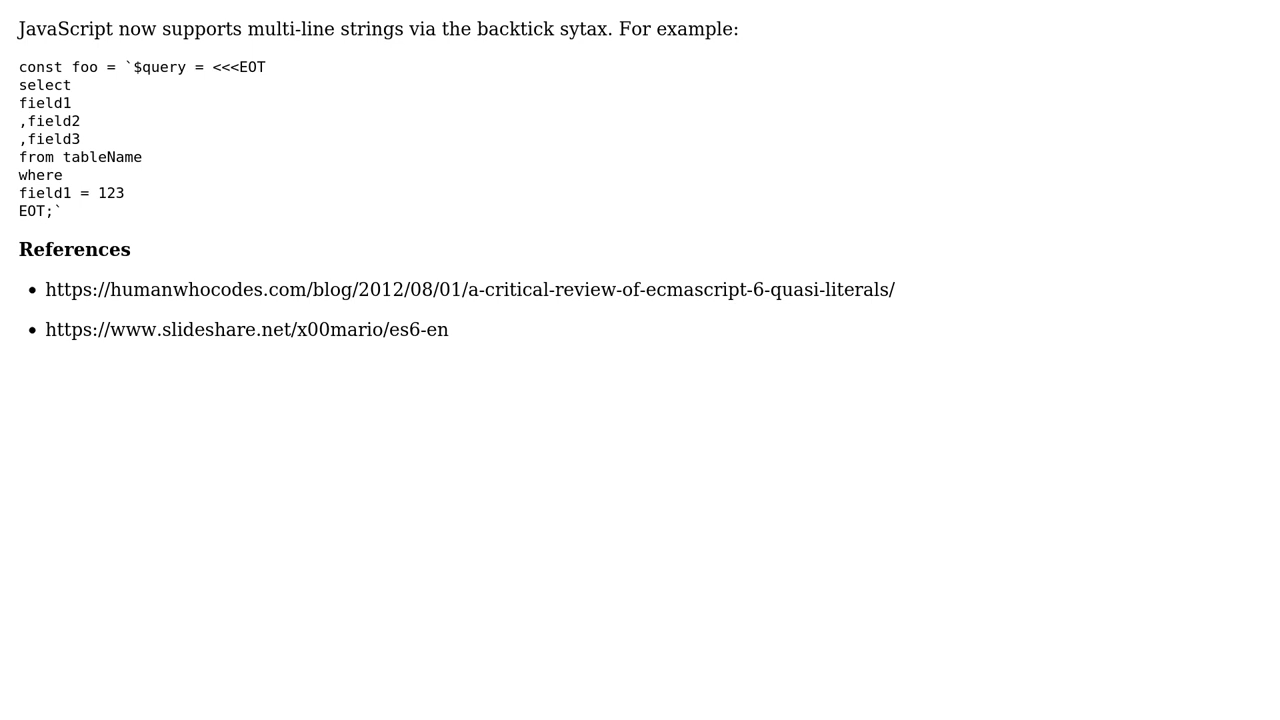 JavaScript now supports multi-line strings via the backtick sytax. For example:
const foo = `$query = <<<EOT
select
field1
,field2
,field3
from tableName
where
field1 = 123
EOT;`
References
• https://humanwhocodes.com/blog/2012/08/01/a-critical-review-of-ecmascript-6-quasi-literals/
• https://www.slideshare.net/x00mario/es6-en